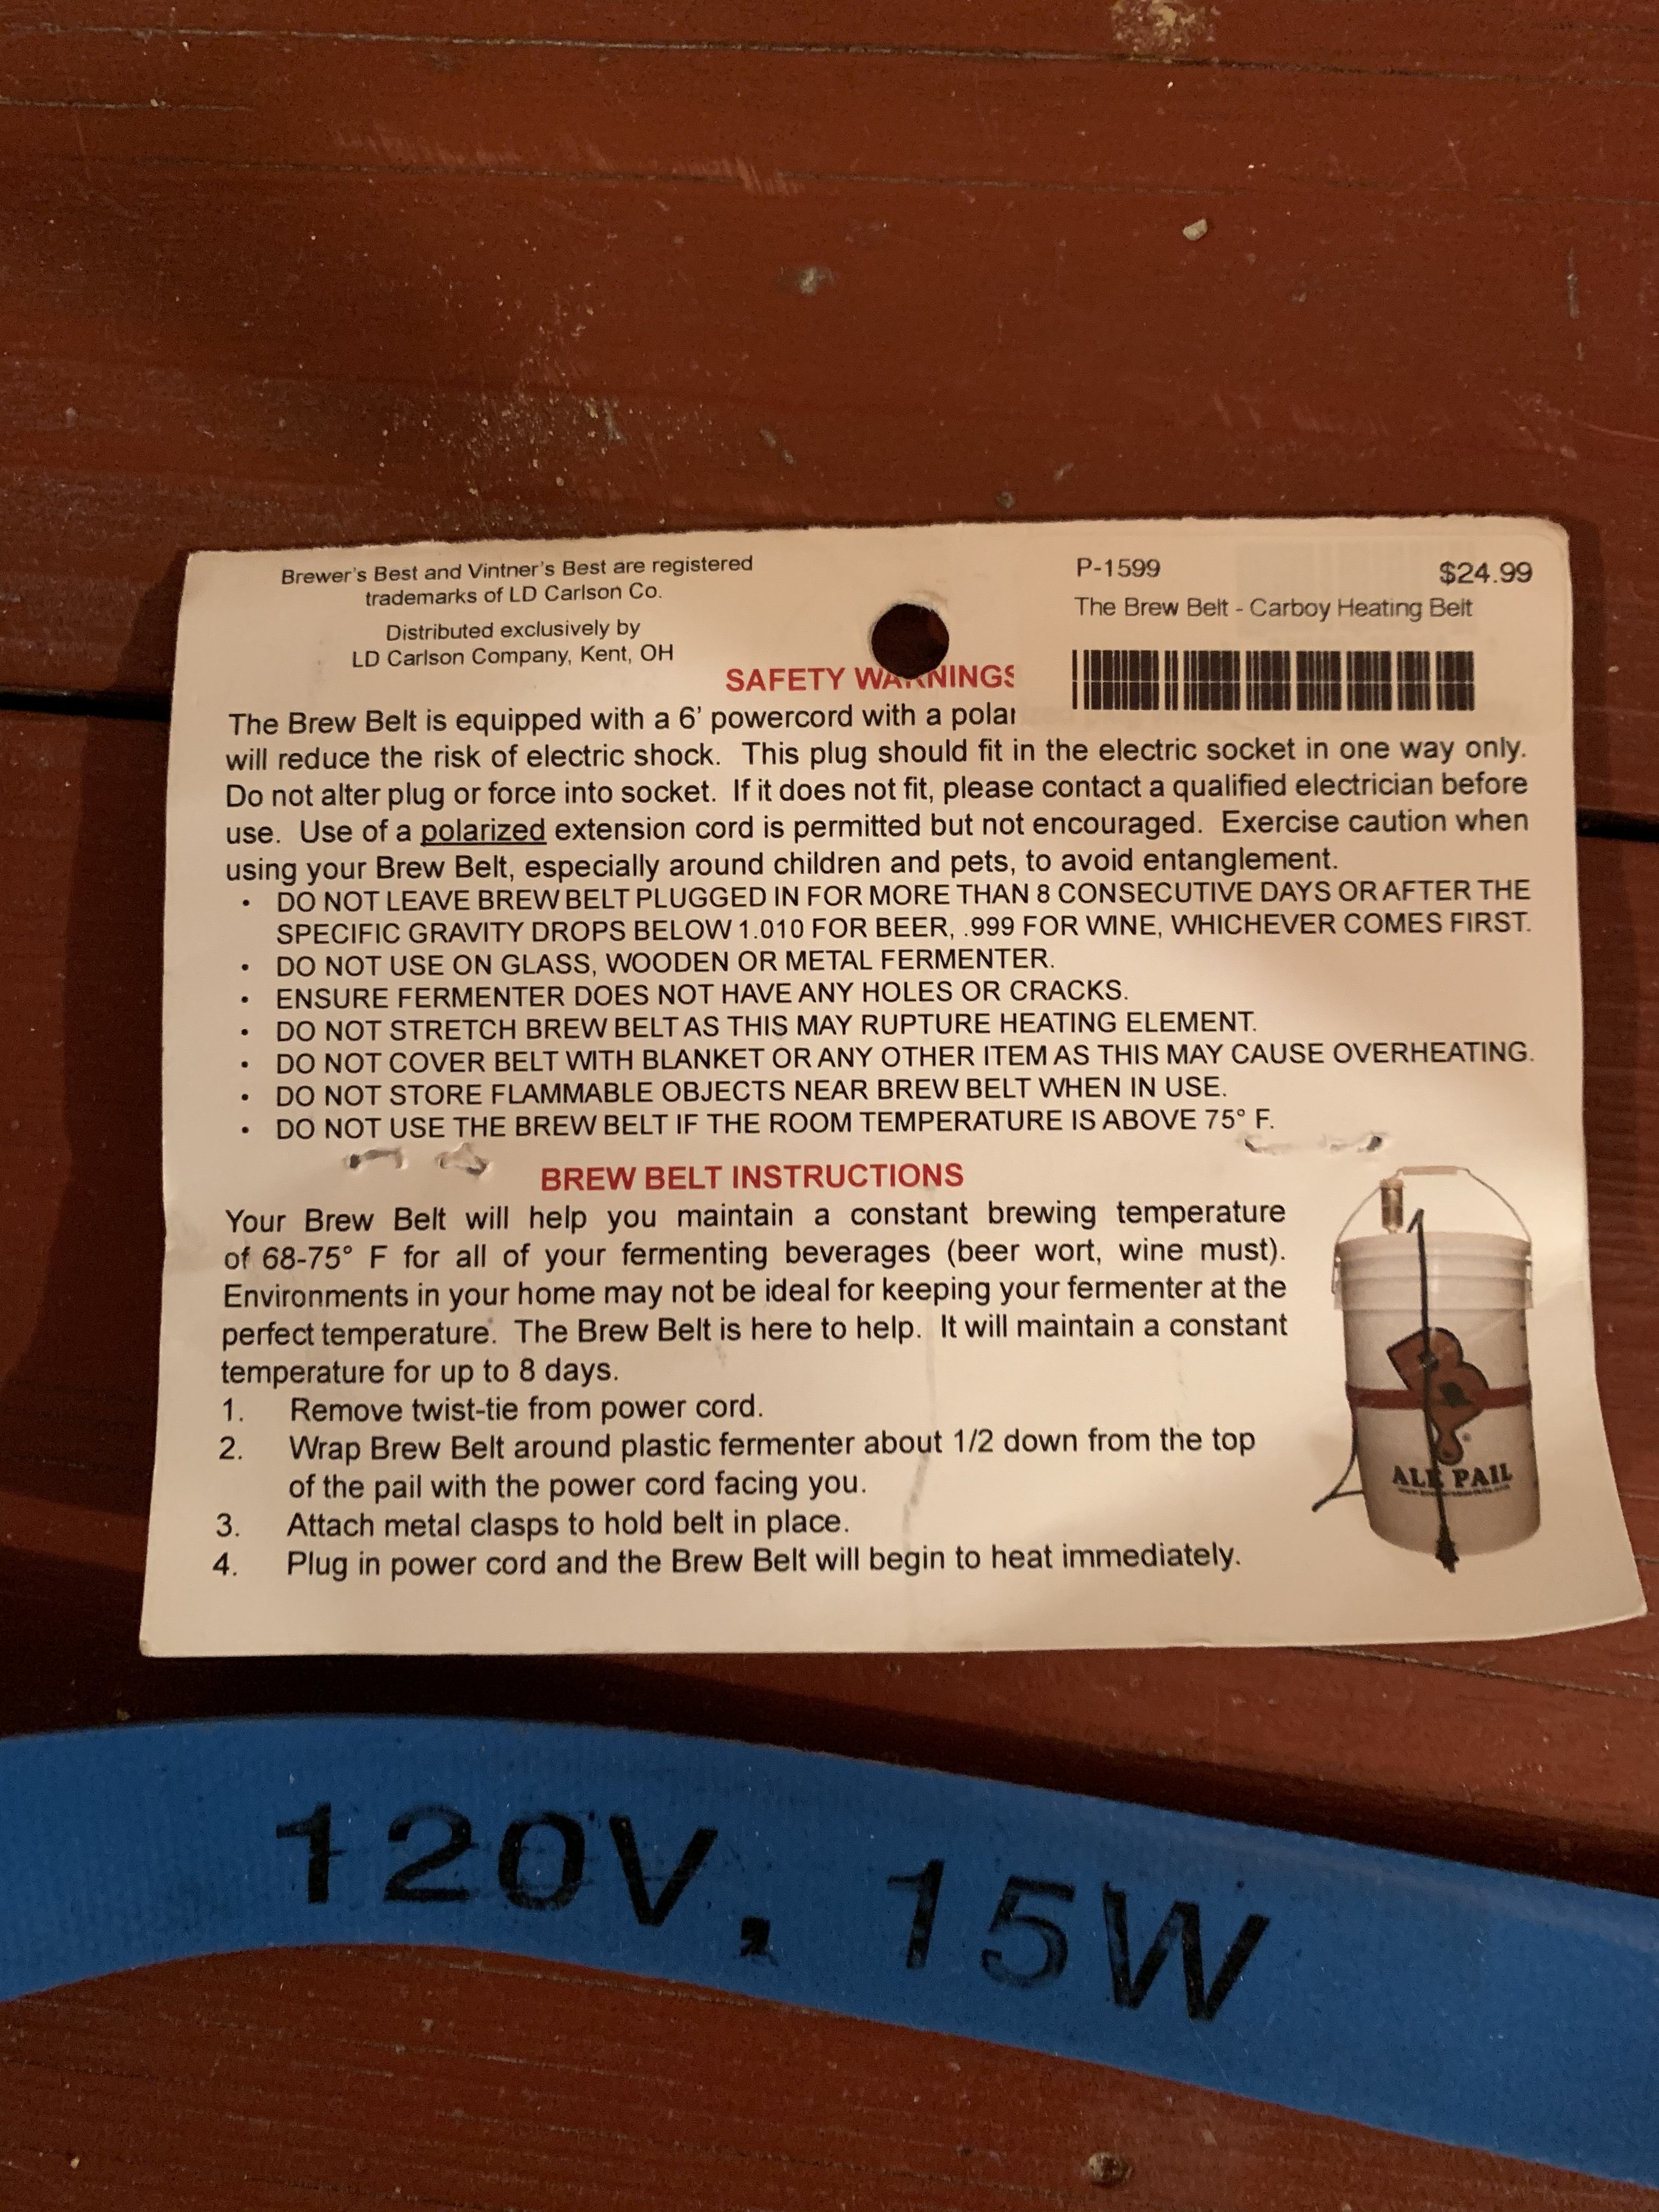 Brewer's Best and Vintner's Best are registered
trademarks of LD Carlson Co.
Distributed exclusively by
LD Carlson Company, Kent, OH
P-1599 $24.99
The Brew Belt - Carboy Heating Belt
SAFETY WARNINGS
The Brew Belt is equipped with a 6' powercord with a polar
will reduce the risk of electric shock. This plug should fit in the electric socket in one way only.
Do not alter plug or force into socket. If it does not fit, please contact a qualified electrician before
use. Use of a polarized extension cord is permitted but not encouraged. Exercise caution when
using your Brew Belt, especially around children and pets, to avoid entanglement.
• DO NOT LEAVE BREW BELT PLUGGED IN FOR MORE THAN 8 CONSECUTIVE DAYS OR AFTER THE
SPECIFIC GRAVITY DROPS BELOW 1.010 FOR BEER, .999 FOR WINE, WHICHEVER COMES FIRST.
• DO NOT USE ON GLASS, WOODEN OR METAL FERMENTER.
• ENSURE FERMENTER DOES NOT HAVE ANY HOLES OR CRACKS.
• DO NOT STRETCH BREW BELT AS THIS MAY RUPTURE HEATING ELEMENT.
• DO NOT COVER BELT WITH BLANKET OR ANY OTHER ITEM AS THIS MAY CAUSE OVERHEATING.
• DO NOT STORE FLAMMABLE OBJECTS NEAR BREW BELT WHEN IN USE.
• DO NOT USE THE BREW BELT IF THE ROOM TEMPERATURE IS ABOVE 75° F.
BREW BELT INSTRUCTIONS
Your Brew Belt will help you maintain a constant brewing temperature
of 68-75° F for all of your fermenting beverages (beer wort, wine must).
Environments in your home may not be ideal for keeping your fermenter at the
perfect temperature. The Brew Belt is here to help. It will maintain a constant
temperature for up to 8 days.
1. Remove twist-tie from power cord.
2. Wrap Brew Belt around plastic fermenter about 1/2 down from the top
of the pail with the power cord facing you.
3. Attach metal clasps to hold belt in place.
4. Plug in power cord and the Brew Belt will begin to heat immediately.
ALE PAIL
120V, 15W